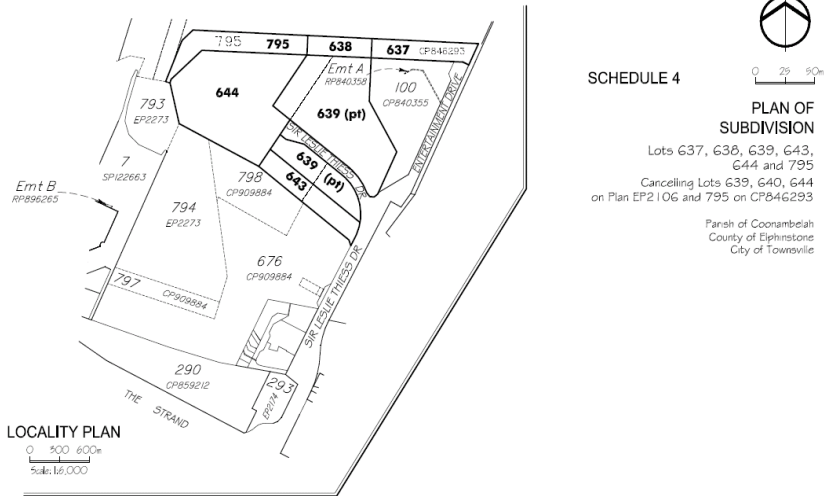 795 795 638 637 CP846293
Emt A
RP840358
100
CP840355
644
639 (pt)
ENTERTAINMENT DRIVE
793
EP2273
SIR LESLIE THIESS DR
7
SP122663
639 (pt)
643
798
CP909884
Emt B
RP896265
794
EP2273
676
CP909884
797 CP909884
SIR LESLIE THIESS DR
290
CP859212
293
EP2174
THE STRAND
LOCALITY PLAN
0 300 600m
Scale: 1:6,000
SCHEDULE 4
0 25 50m
PLAN OF
SUBDIVISION
Lots 637, 638, 639, 643,
644 and 795
Cancelling Lots 639, 640, 644
on Plan EP2106 and 795 on CP846293
Parish of Coonambelah
County of Elphinstone
City of Townsville